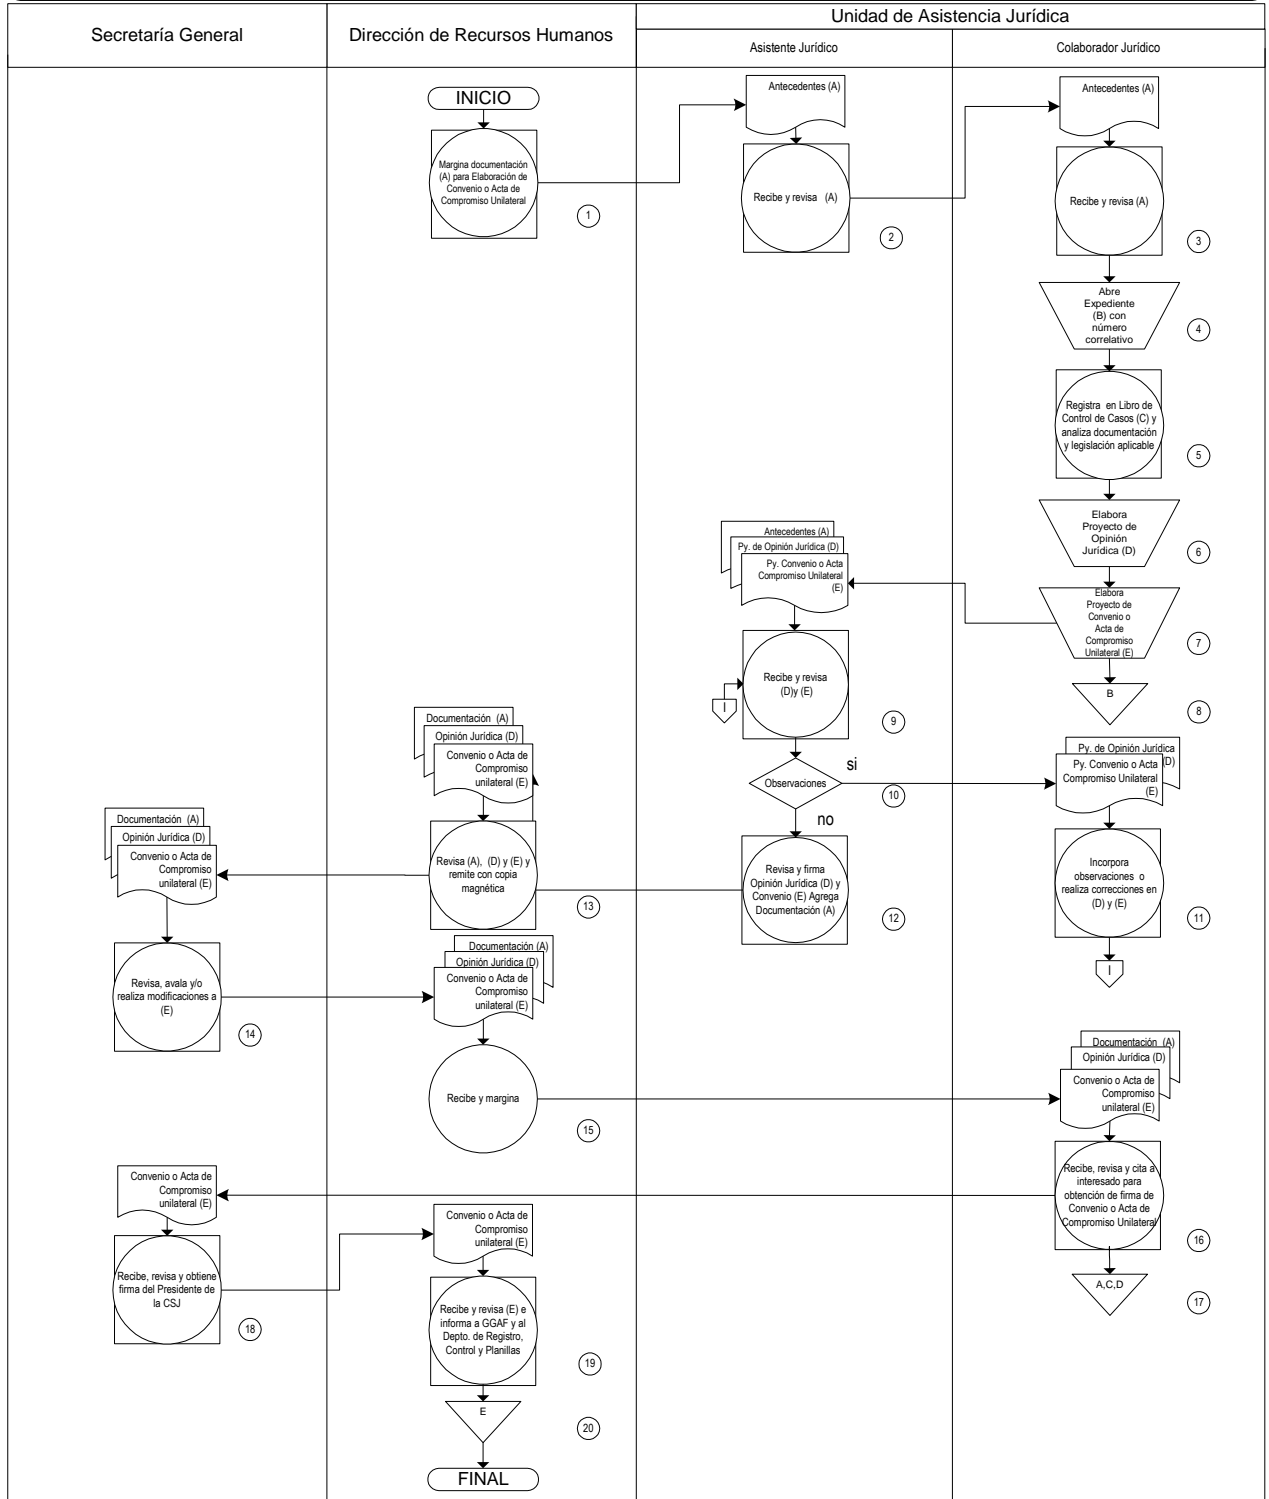 Unidad de Asistencia Jurídica
Secretaría General
Dirección de Recursos Humanos
Asistente Jurídico
Colaborador Jurídico
INICIO
Margina documentación
(A) para Elaboración de
Convenio o Acta de
Compromiso Unilateral
1
Antecedentes (A)
Recibe y revisa (A)
2
Antecedentes (A)
Recibe y revisa (A)
3
Abre
Expediente
(B) con
número
correlativo
4
Registra en Libro de
Control de Casos (C) y
analiza documentación
y legislación aplicable
5
Elabora
Proyecto de
Opinión
Jurídica (D)
6
Elabora
Proyecto de
Convenio o
Acta de
Compromiso
Unilateral (E)
7
B
8
Antecedentes (A)
Py. de Opinión Jurídica (D)
Py. Convenio o Acta
Compromiso Unilateral
(E)
Recibe y revisa
(D)y (E)
I
9
Observaciones
si
no
10
Py. de Opinión Jurídica
(D)
Py. Convenio o Acta
Compromiso Unilateral
(E)
Incorpora
observaciones o
realiza correcciones en
(D) y (E)
11
I
Revisa y firma
Opinión Jurídica (D) y
Convenio (E) Agrega
Documentación (A)
12
Documentación (A)
Opinión Jurídica (D)
Convenio o Acta de
Compromiso
unilateral (E)
Revisa (A), (D) y (E) y
remite con copia
magnética
13
Documentación (A)
Opinión Jurídica (D)
Convenio o Acta de
Compromiso
unilateral (E)
Revisa, avala y/o
realiza modificaciones a
(E)
14
Documentación (A)
Opinión Jurídica (D)
Convenio o Acta de
Compromiso
unilateral (E)
Recibe y margina
15
Documentación (A)
Opinión Jurídica (D)
Convenio o Acta de
Compromiso
unilateral (E)
Recibe, revisa y cita a
interesado para
obtención de firma de
Convenio o Acta de
Compromiso Unilateral
16
A,C,D
17
Convenio o Acta de
Compromiso
unilateral (E)
Recibe, revisa y obtiene
firma del Presidente de
la CSJ
18
Convenio o Acta de
Compromiso
unilateral (E)
Recibe y revisa (E) e
informa a GGAF y al
Depto. de Registro,
Control y Planillas
19
E
20
FINAL